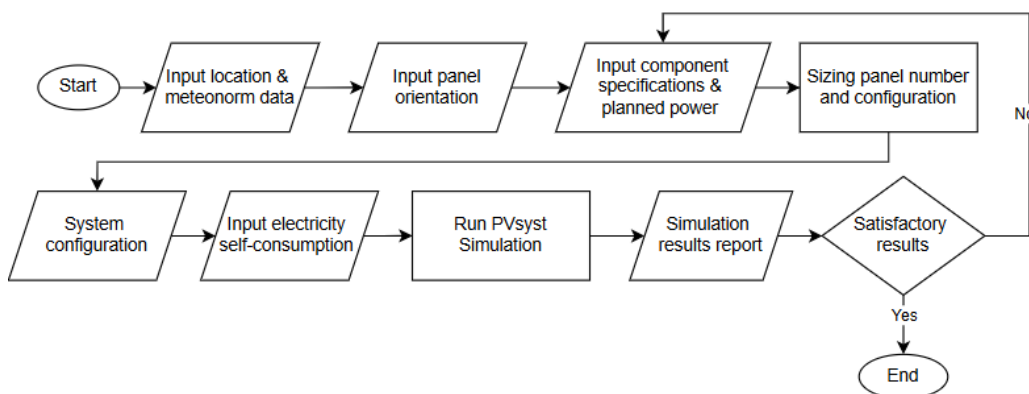 Start
Input location &
meteonorm data
Input panel
orientation
Input component
specifications &
planned power
Sizing panel number
and configuration
No
System
configuration
Input electricity
self-consumption
Run PVsyst
Simulation
Simulation
results report
Satisfactory
results
Yes
End